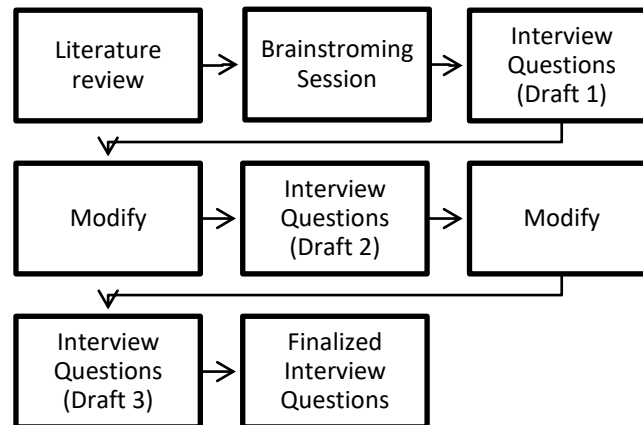 Literature
review
Brainstroming
Session
Interview
Questions
(Draft 1)
Modify
Interview
Questions
(Draft 2)
Modify
Interview
Questions
(Draft 3)
Finalized
Interview
Questions